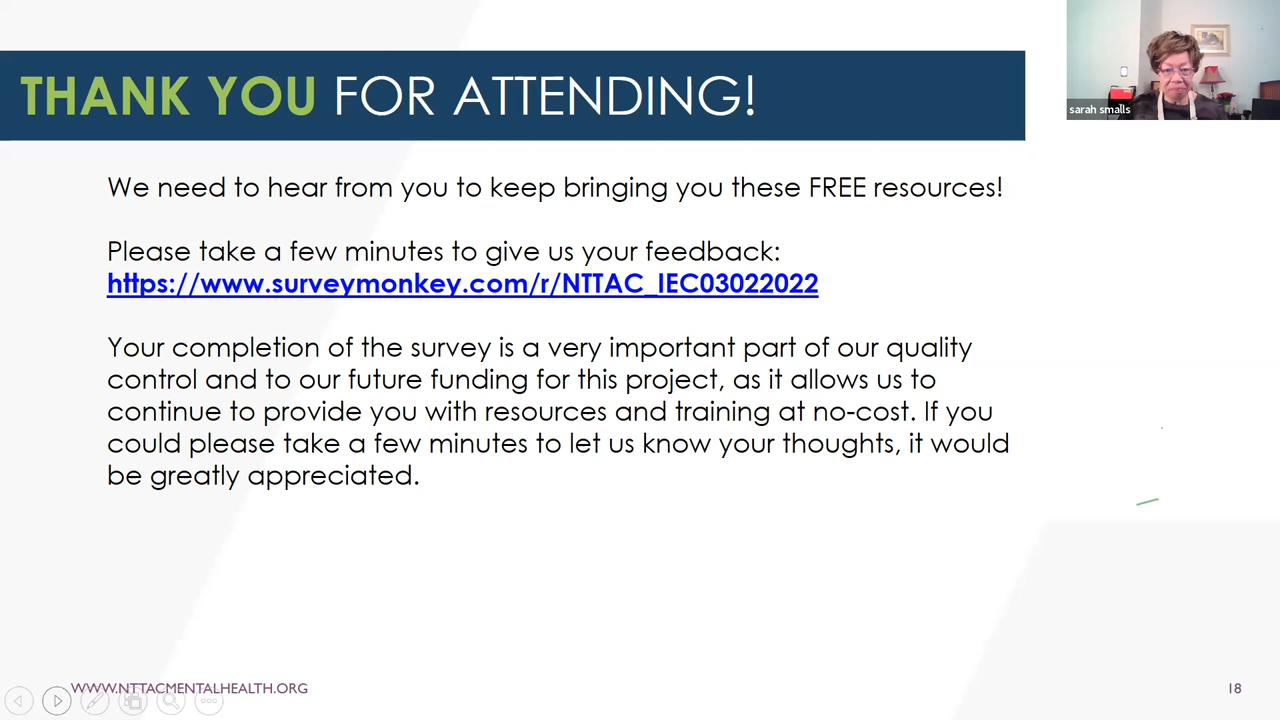 THANK YOU FOR ATTENDING!
sarah smalls
We need to hear from you to keep bringing you these FREE resources!
Please take a few minutes to give us your feedback:
https://www.surveymonkey.com/r/NTTAC_IEC03022022
Your completion of the survey is a very important part of our quality
control and to our future funding for this project, as it allows us to
continue to provide you with resources and training at no-cost. If you
could please take a few minutes to let us know your thoughts, it would
be greatly appreciated.
WWW.NTTACMENTALHEALTH.ORG
18